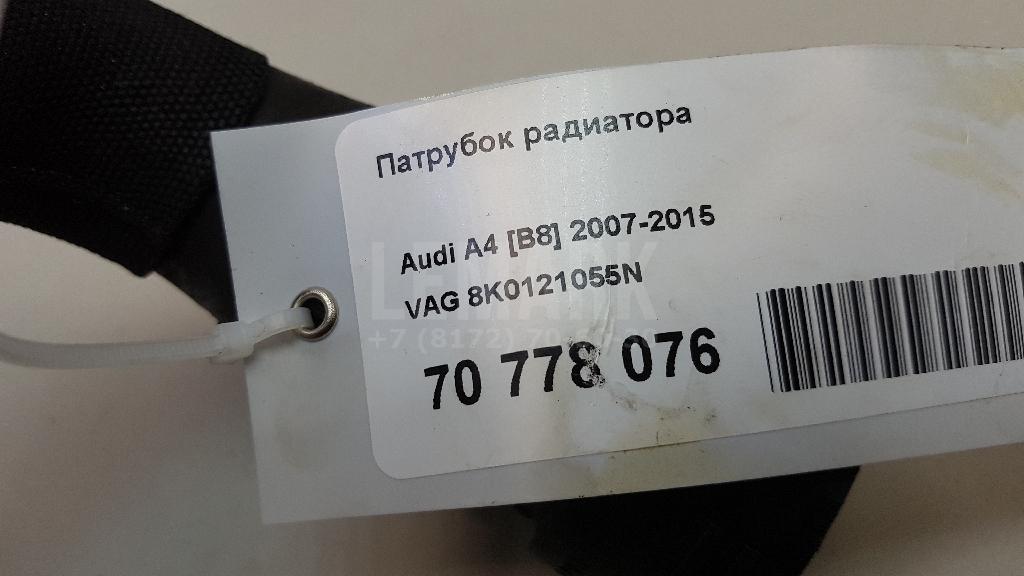 Патрубок радиатора
Audi A4 [B8] 2007-2015
VAG 8K0121055N
70 778 076